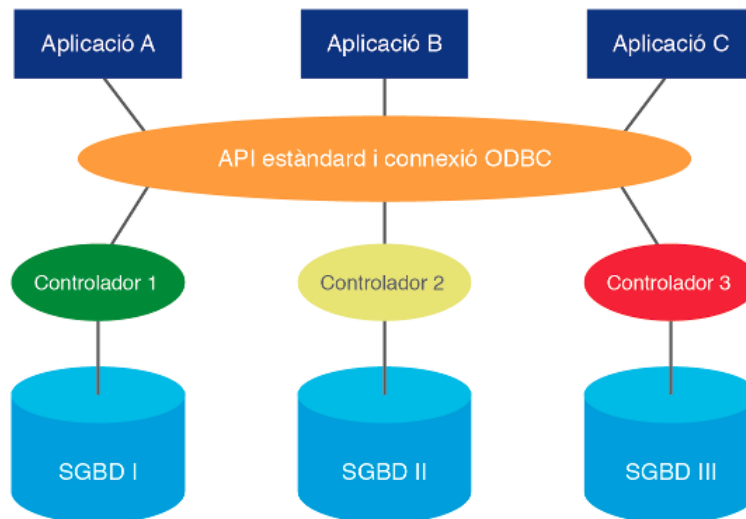 Aplicació A
Aplicació B
Aplicació C
API estàndard i connexió ODBC
Controlador 1
Controlador 2
Controlador 3
SGBD I
SGBD II
SGBD III